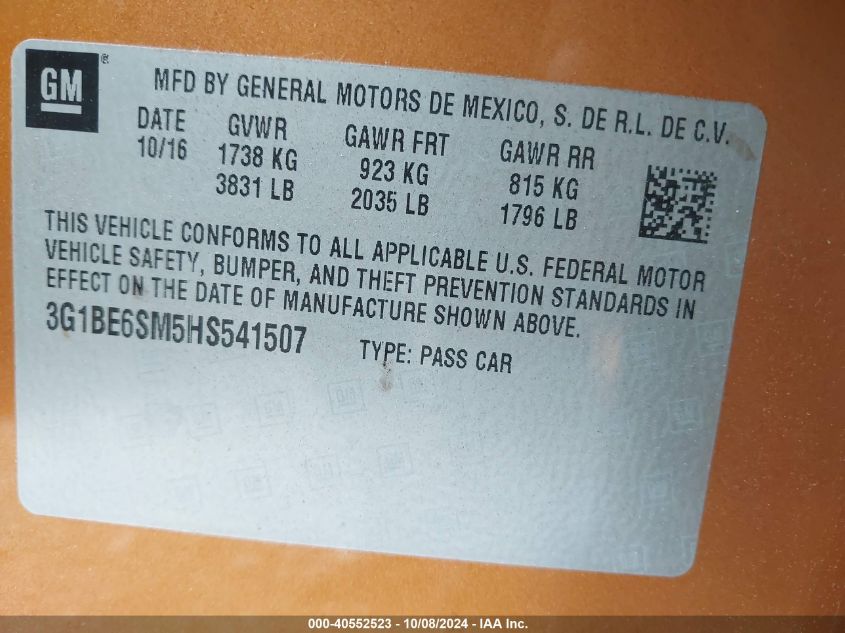 GM®
MFD BY GENERAL MOTORS DE MEXICO, S. DE R.L. DE C.V.
DATE GVWR GAWR FRT GAWR RR
10/16 1738 KG 923 KG 815 KG
3831 LB 2035 LB 1796 LB
THIS VEHICLE CONFORMS TO ALL APPLICABLE U.S. FEDERAL MOTOR
VEHICLE SAFETY, BUMPER, AND THEFT PREVENTION STANDARDS IN
EFFECT ON THE DATE OF MANUFACTURE SHOWN ABOVE.
3G1BE6SM5HS541507 TYPE: PASS CAR
000-40552523 - 10/08/2024 - IAA Inc.